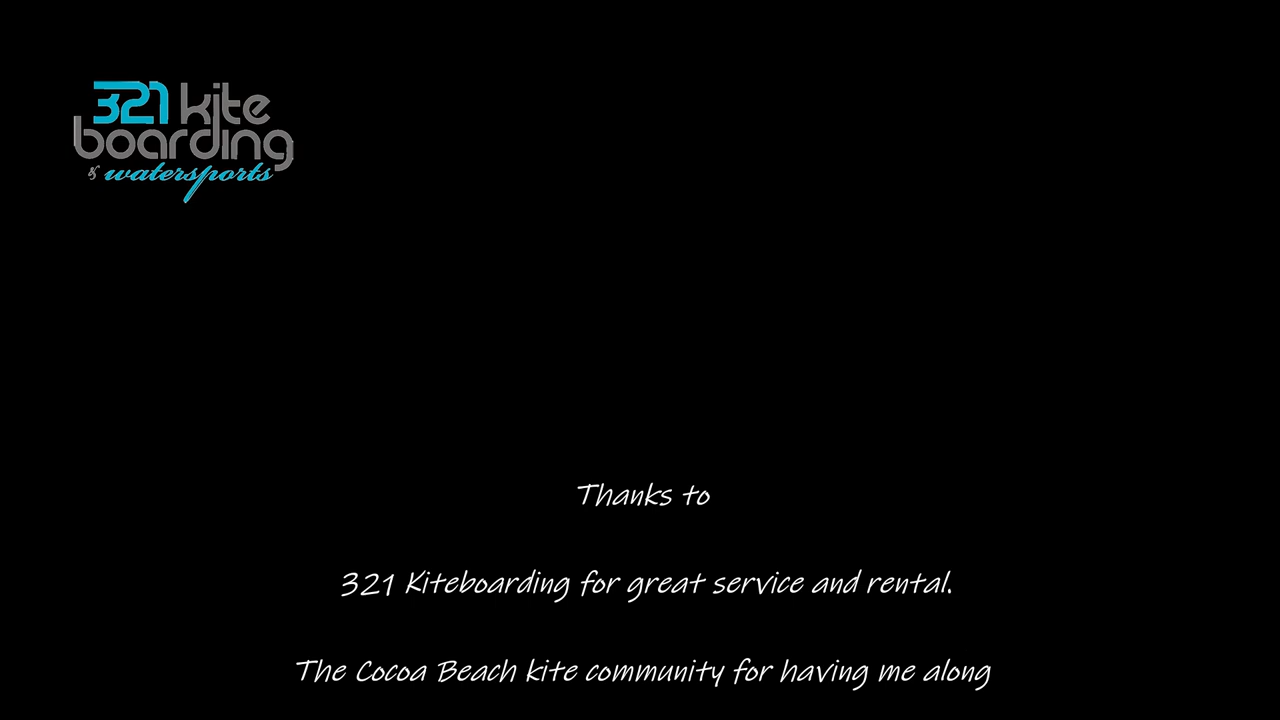 321 kite
boarding
& watersports
Thanks to
321 Kiteboarding for great service and rental.
The Cocoa Beach kite community for having me along